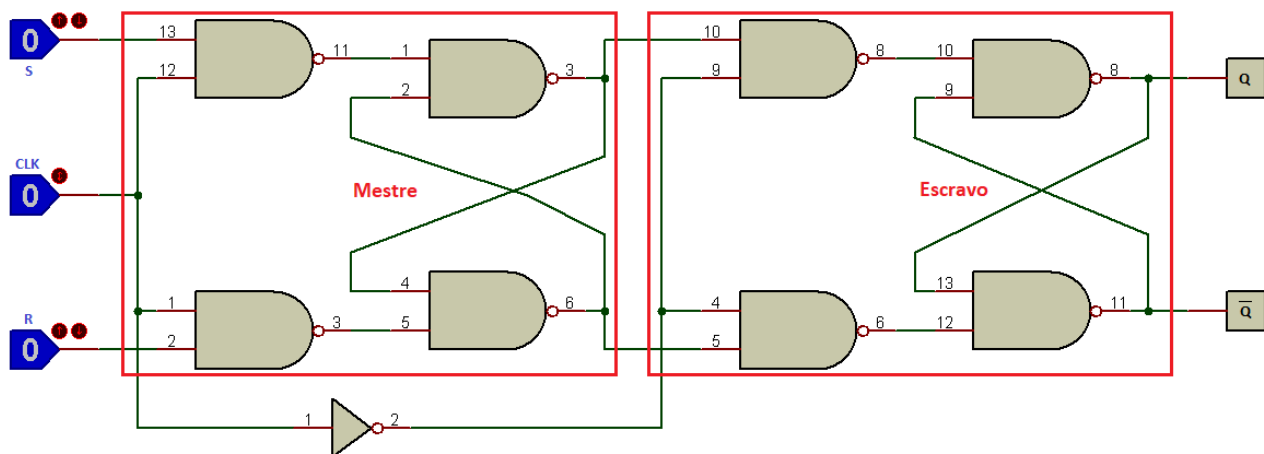 13 11 1 3 10 8 10 8
0 Q
S 12 2 9 9
CLK
0 Mestre Escravo
R 1 4 6 4 13 11
0 Q̅
2 3 5 5 6 12
1 2